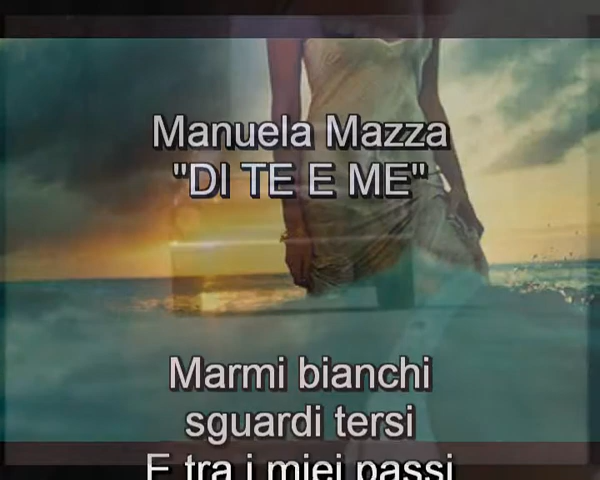 Manuela Mazza
"DI TE E ME"
Marmi bianchi
sguardi tersi
E tra i miei passi